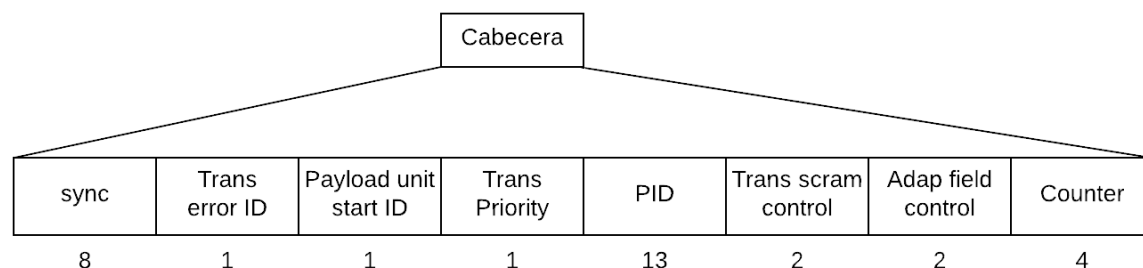 Cabecera
sync
Trans
error ID
Payload unit
start ID
Trans
Priority
PID
Trans scram
control
Adap field
control
Counter
8
1
1
1
13
2
2
4